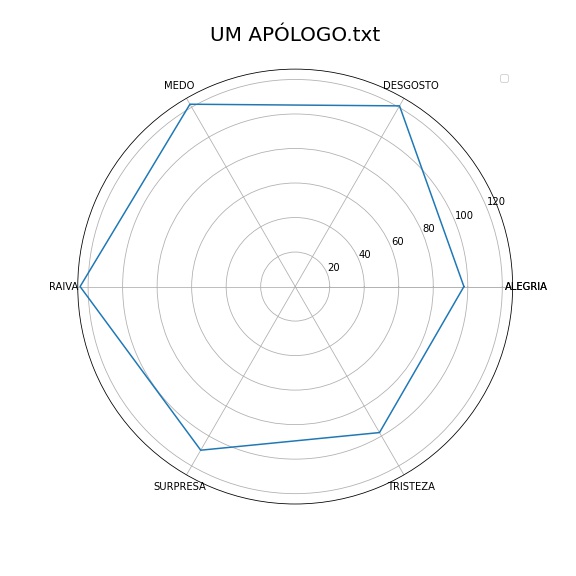 UM APÓLOGO.txt
MEDO
DESGOSTO
120
100
80
60
40
20
RAIVA
ALEGRIA
SURPRESA
TRISTEZA